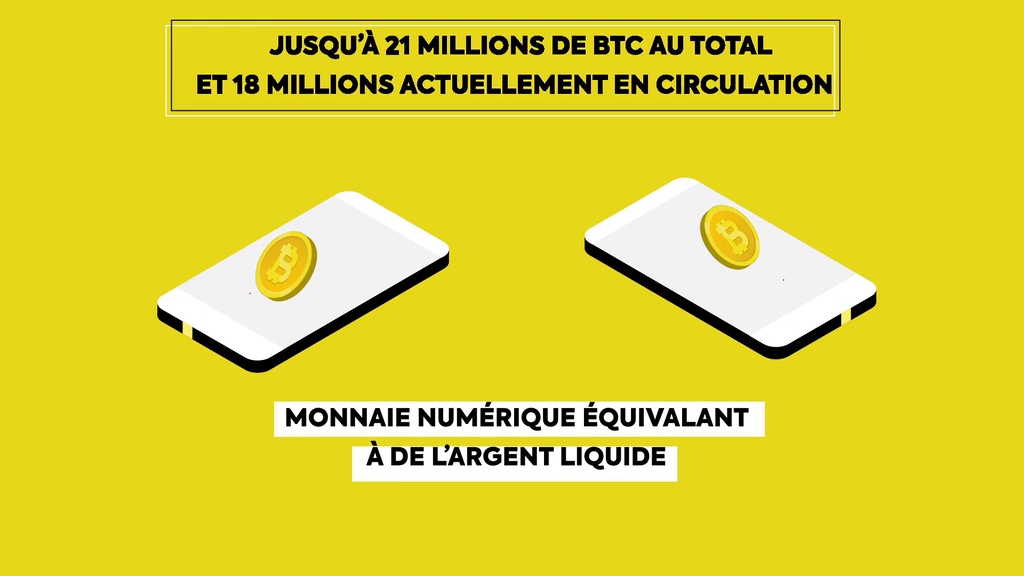 JUSQU'À 21 MILLIONS DE BTC AU TOTAL
ET 18 MILLIONS ACTUELLEMENT EN CIRCULATION
MONNAIE NUMÉRIQUE ÉQUIVALANT
À DE L'ARGENT LIQUIDE